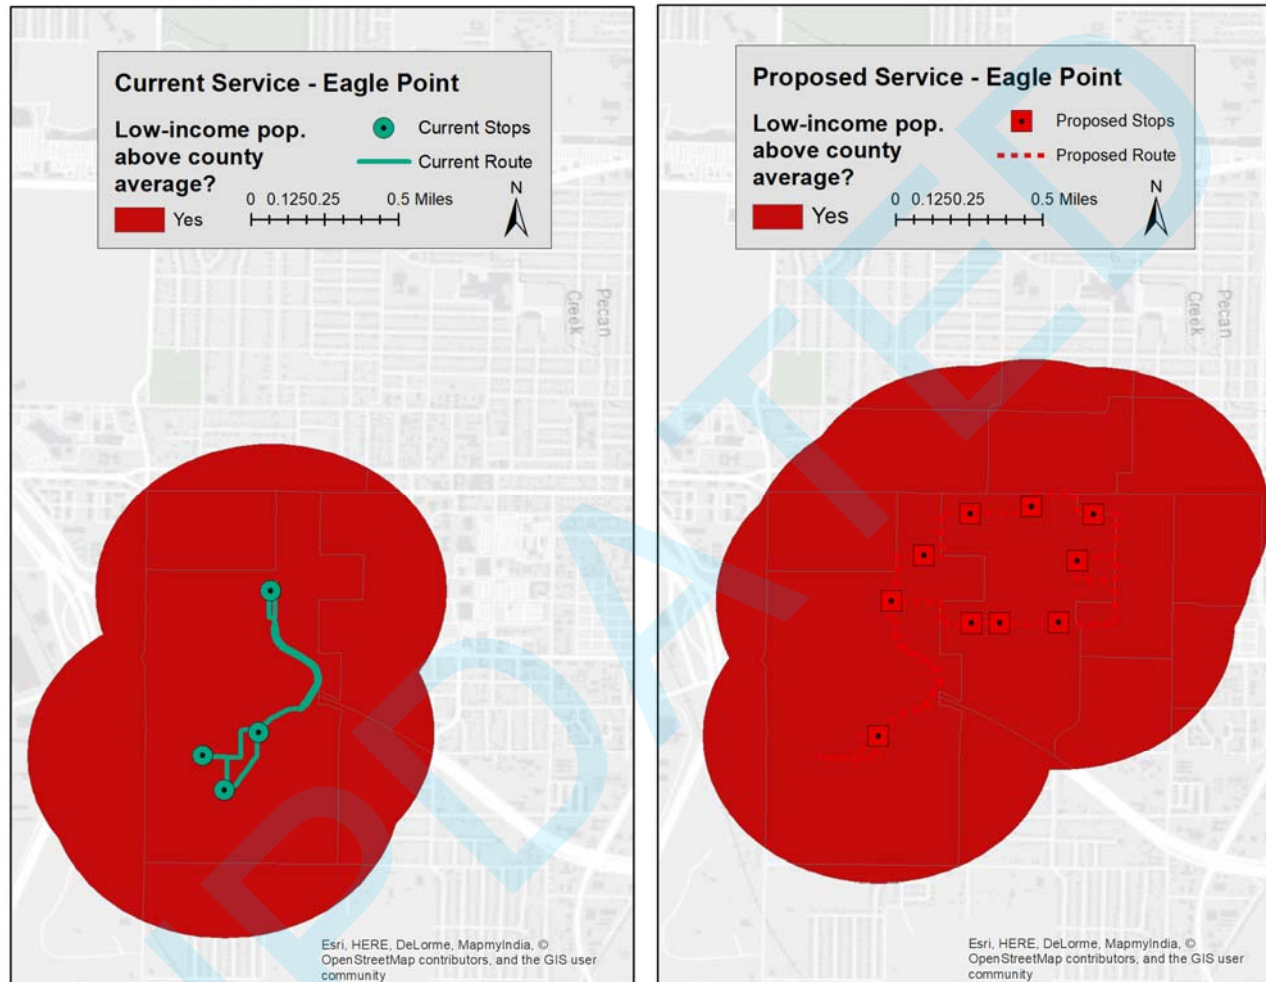 Current Service - Eagle Point
Low-income pop.
above county
average?
Yes
Current Stops
Current Route
0 0.1250.25 0.5 Miles
N
Pecan
Creek
Esri, HERE, DeLorme, MapmyIndia, ©
OpenStreetMap contributors, and the GIS user
community
Proposed Service - Eagle Point
Low-income pop.
above county
average?
Yes
Proposed Stops
Proposed Route
0 0.1250.25 0.5 Miles
N
Pecan
Creek
Esri, HERE, DeLorme, MapmyIndia, ©
OpenStreetMap contributors, and the GIS user
community